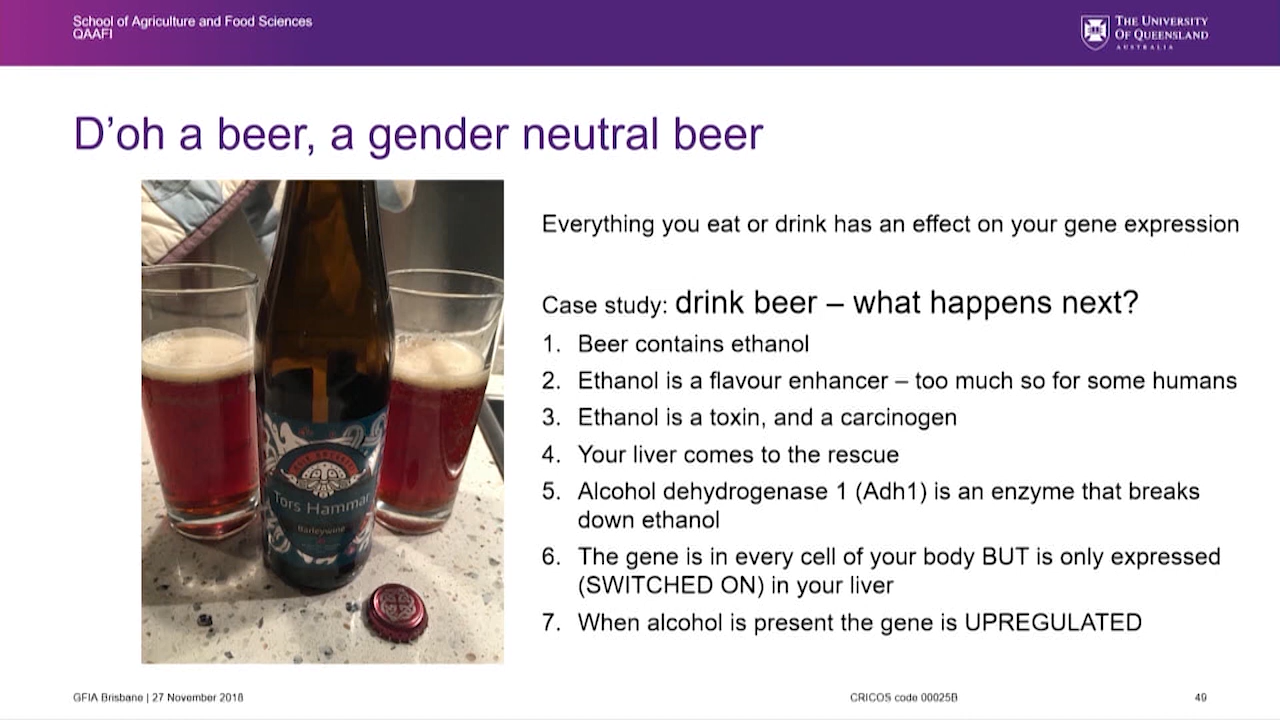 School of Agriculture and Food Sciences
QAAFI
THE UNIVERSITY
OF QUEENSLAND
AUSTRALIA
D'oh a beer, a gender neutral beer
Everything you eat or drink has an effect on your gene expression
Case study: drink beer – what happens next?
1. Beer contains ethanol
2. Ethanol is a flavour enhancer – too much so for some humans
3. Ethanol is a toxin, and a carcinogen
4. Your liver comes to the rescue
5. Alcohol dehydrogenase 1 (Adh1) is an enzyme that breaks
down ethanol
6. The gene is in every cell of your body BUT is only expressed
(SWITCHED ON) in your liver
7. When alcohol is present the gene is UPREGULATED
Tors Hammar
Barleywine
GFIA Brisbane | 27 November 2018
CRICOS code 00025B
49